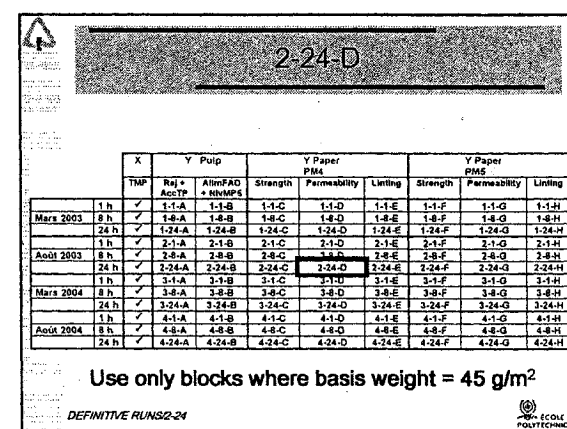 2-24-D
X Y Pulp Y Paper PM4 Y Paper PM5
TMP Rej + AccTP AlimFAD + NivMP5 Strength Permeability Linting Strength Permeability Linting
Mars 2003 1 h ✓ 1-1-A 1-1-B 1-1-C 1-1-D 1-1-E 1-1-F 1-1-G 1-1-H
8 h ✓ 1-8-A 1-8-B 1-8-C 1-8-D 1-8-E 1-8-F 1-8-G 1-8-H
24 h ✓ 1-24-A 1-24-B 1-24-C 1-24-D 1-24-E 1-24-F 1-24-G 1-24-H
Août 2003 1 h ✓ 2-1-A 2-1-B 2-1-C 2-1-D 2-1-E 2-1-F 2-1-G 2-1-H
8 h ✓ 2-8-A 2-8-B 2-8-C 2-8-D 2-8-E 2-8-F 2-8-G 2-8-H
24 h ✓ 2-24-A 2-24-B 2-24-C 2-24-D 2-24-E 2-24-F 2-24-G 2-24-H
Mars 2004 1 h ✓ 3-1-A 3-1-B 3-1-C 3-1-D 3-1-E 3-1-F 3-1-G 3-1-H
8 h ✓ 3-8-A 3-8-B 3-8-C 3-8-D 3-8-E 3-8-F 3-8-G 3-8-H
24 h ✓ 3-24-A 3-24-B 3-24-C 3-24-D 3-24-E 3-24-F 3-24-G 3-24-H
Août 2004 1 h ✓ 4-1-A 4-1-B 4-1-C 4-1-D 4-1-E 4-1-F 4-1-G 4-1-H
8 h ✓ 4-8-A 4-8-B 4-8-C 4-8-D 4-8-E 4-8-F 4-8-G 4-8-H
24 h ✓ 4-24-A 4-24-B 4-24-C 4-24-D 4-24-E 4-24-F 4-24-G 4-24-H
Use only blocks where basis weight = 45 g/m²
DEFINITIVE RUNS/2-24
ÉCOLE
POLYTECHNIQUE